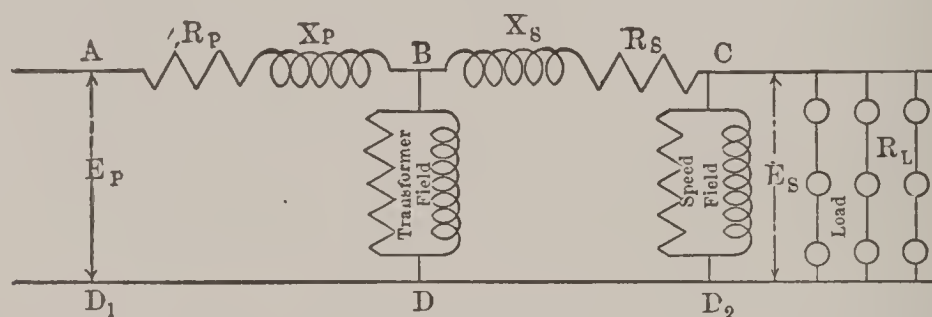 A R_P X_P B X_S R_S C
E_P
Transformer
Field
Speed
Field
E_S
Load
R_L
D_1 D D_2